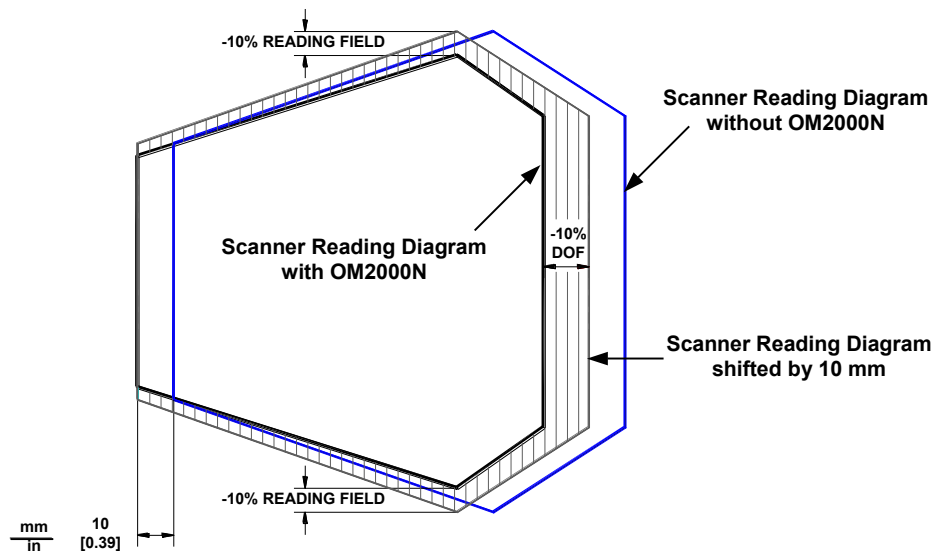 -10% READING FIELD
Scanner Reading Diagram
without OM2000N
Scanner Reading Diagram
with OM2000N
-10%
DOF
Scanner Reading Diagram
shifted by 10 mm
-10% READING FIELD
mm
in
10
[0.39]